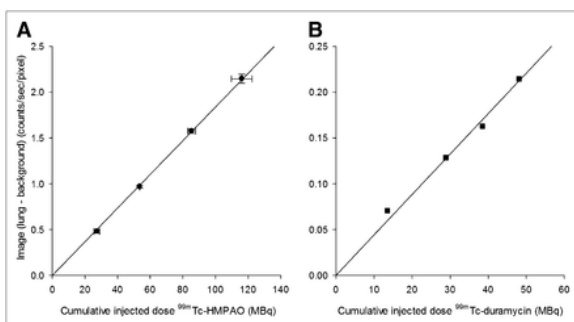 A
B
Image (lung - background) (counts/sec/pixel)
2.5
2.0
1.5
1.0
0.5
0.0
0 20 40 60 80 100 120 140
Cumulative injected dose ⁹⁹ᵐTc-HMPAO (MBq)
0.25
0.20
0.15
0.10
0.05
0.00
0 10 20 30 40 50 60
Cumulative injected dose ⁹⁹ᵐTc-duramycin (MBq)